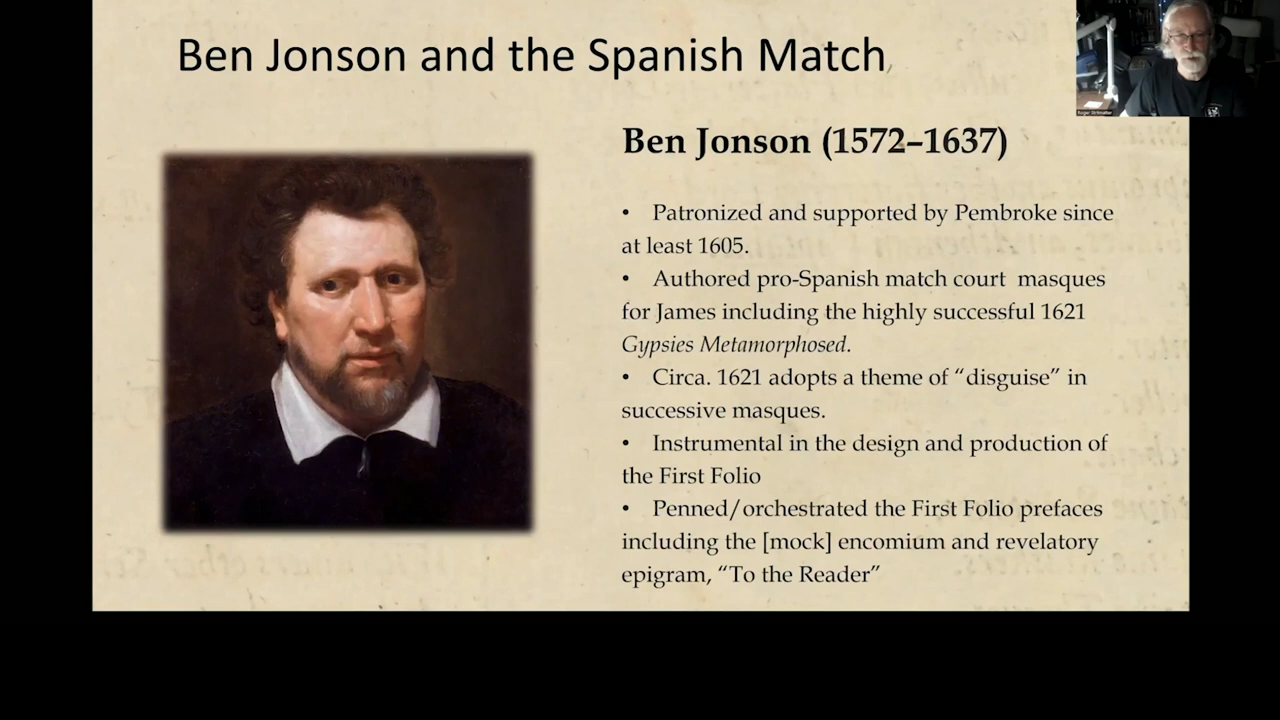 Ben Jonson and the Spanish Match
Ben Jonson (1572–1637)
• Patronized and supported by Pembroke since
at least 1605.
• Authored pro-Spanish match court masques
for James including the highly successful 1621
Gypsies Metamorphosed.
• Circa. 1621 adopts a theme of “disguise” in
successive masques.
• Instrumental in the design and production of
the First Folio
• Penned/orchestrated the First Folio prefaces
including the [mock] encomium and revelatory
epigram, “To the Reader”